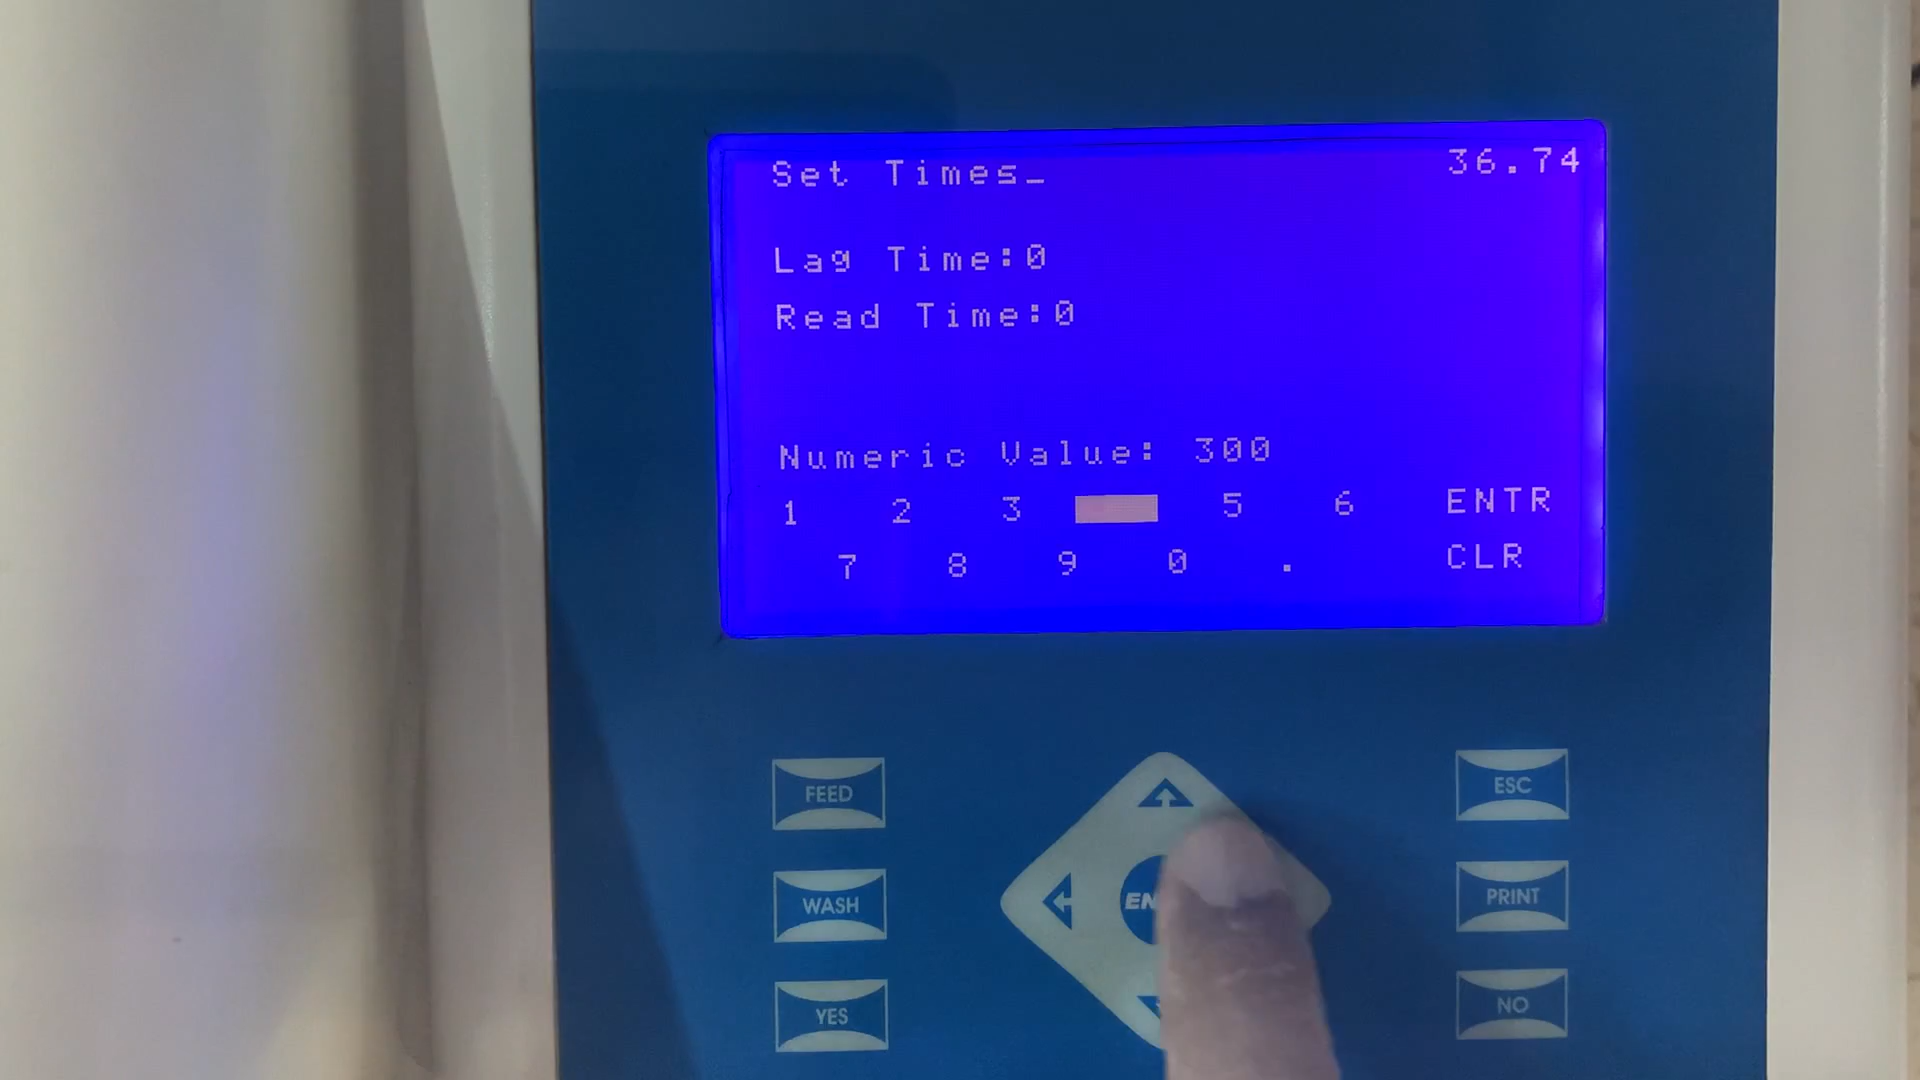 Set Times_ 36.74
Lag Time:0
Read Time:0
Numeric Value: 300
1 2 3 5 6 ENTR
7 8 9 0 . CLR
FEED ESC
WASH EN PRINT
YES NO